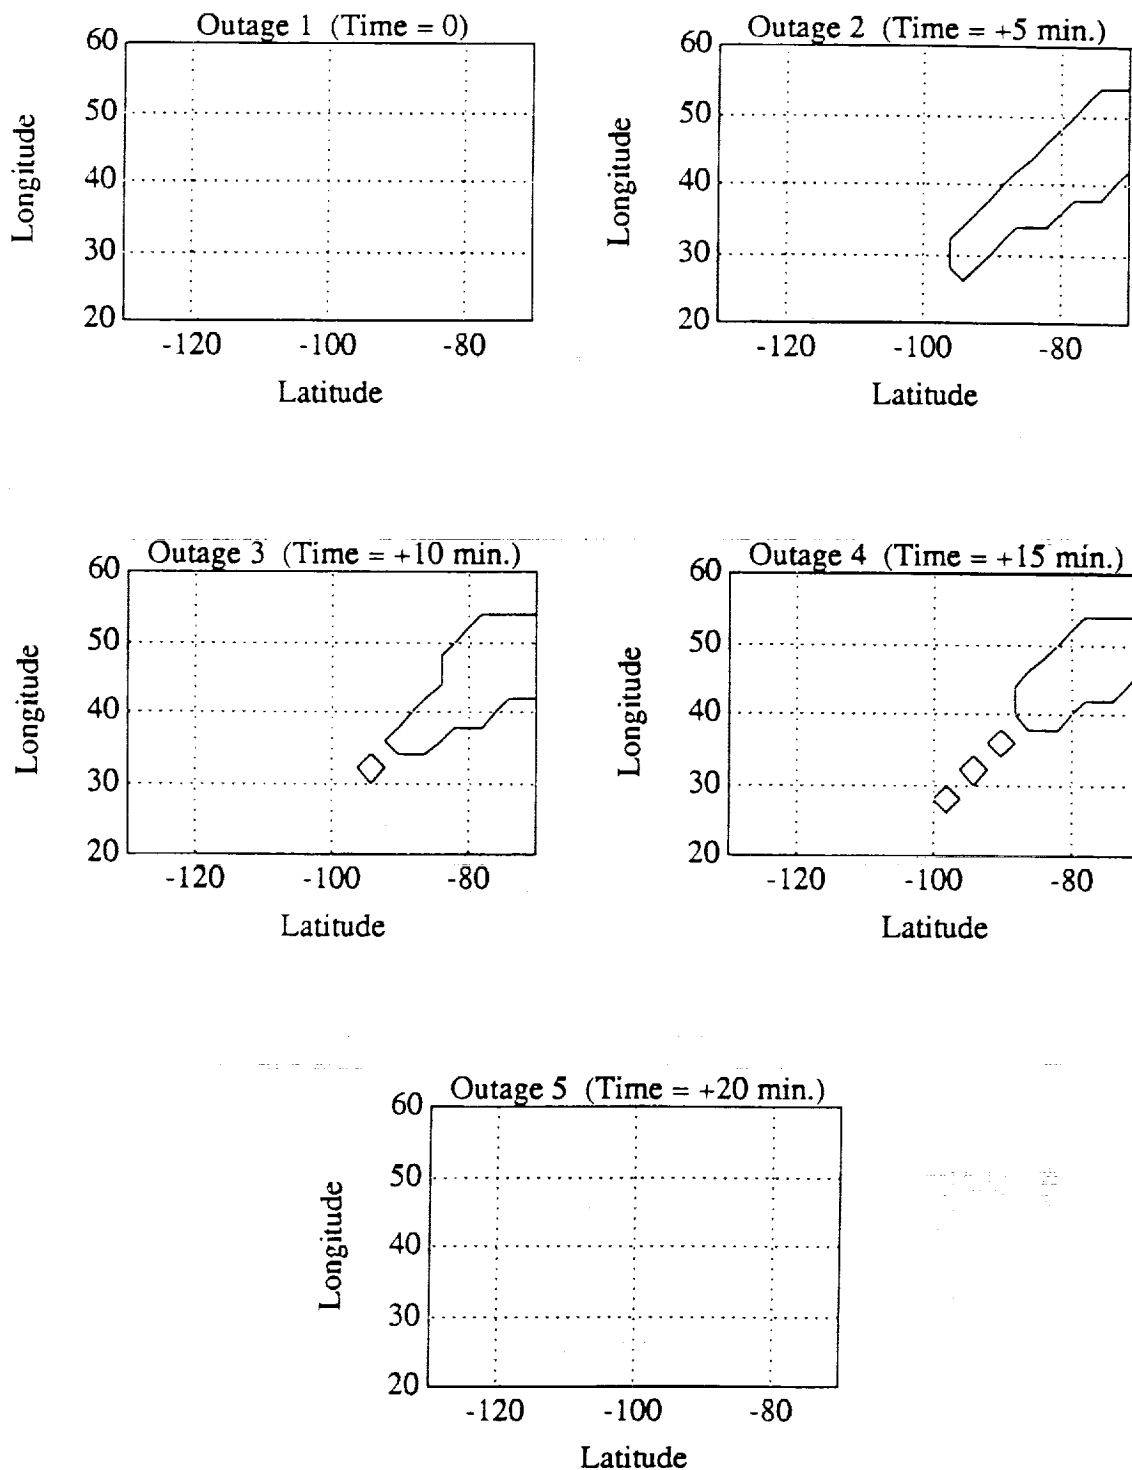 Outage 1 (Time = 0)
60
50
40
30
20
Longitude
-120 -100 -80
Latitude
Outage 2 (Time = +5 min.)
60
50
40
30
20
Longitude
-120 -100 -80
Latitude
Outage 3 (Time = +10 min.)
60
50
40
30
20
Longitude
-120 -100 -80
Latitude
Outage 4 (Time = +15 min.)
60
50
40
30
20
Longitude
-120 -100 -80
Latitude
Outage 5 (Time = +20 min.)
60
50
40
30
20
Longitude
-120 -100 -80
Latitude